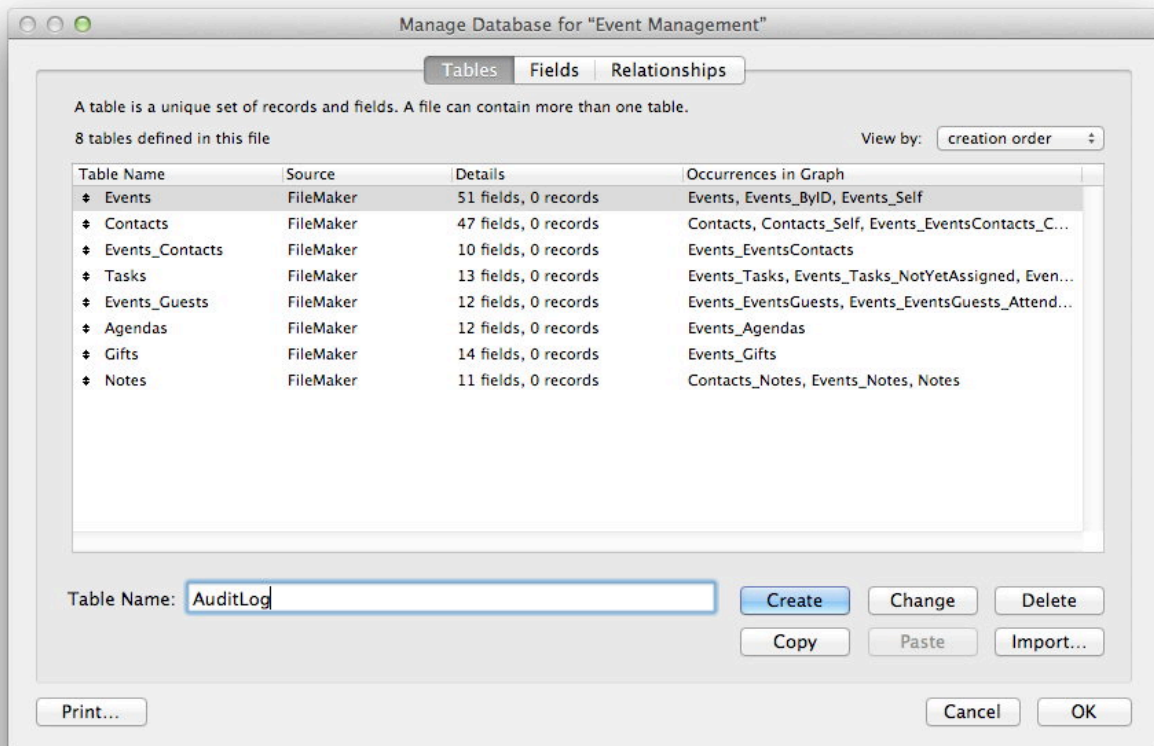 Manage Database for “Event Management”
Tables Fields Relationships
A table is a unique set of records and fields. A file can contain more than one table.
8 tables defined in this file View by: creation order
Table Name Source Details Occurrences in Graph
Events FileMaker 51 fields, 0 records Events, Events_ByID, Events_Self
Contacts FileMaker 47 fields, 0 records Contacts, Contacts_Self, Events_EventsContacts_C...
Events_Contacts FileMaker 10 fields, 0 records Events_EventsContacts
Tasks FileMaker 13 fields, 0 records Events_Tasks, Events_Tasks_NotYetAssigned, Even...
Events_Guests FileMaker 12 fields, 0 records Events_EventsGuests, Events_EventsGuests_Attend...
Agendas FileMaker 12 fields, 0 records Events_Agendas
Gifts FileMaker 14 fields, 0 records Events_Gifts
Notes FileMaker 11 fields, 0 records Contacts_Notes, Events_Notes, Notes
Table Name: AuditLog Create Change Delete
Copy Paste Import...
Print... Cancel OK